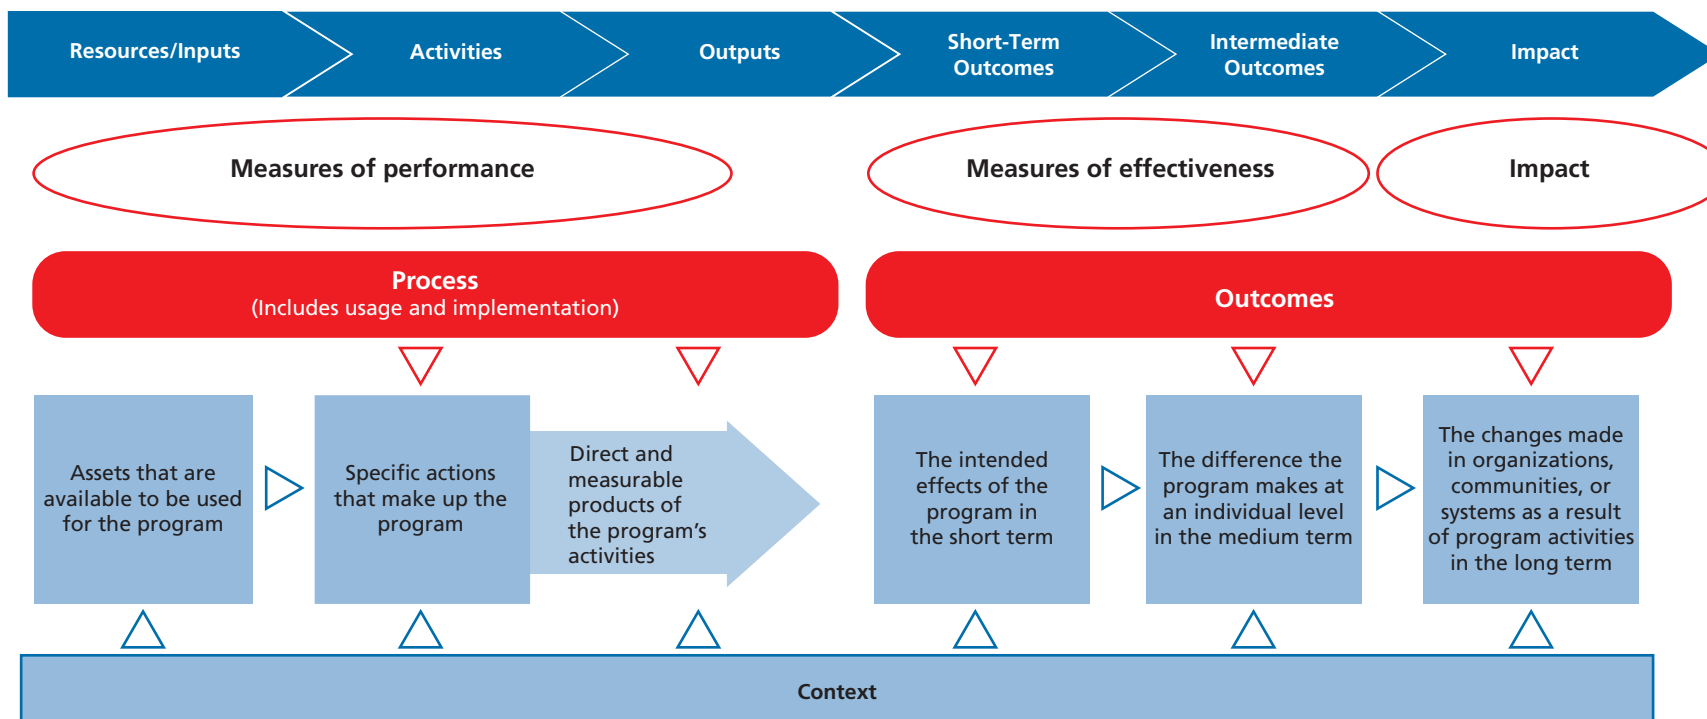 Resources/Inputs
Activities
Outputs
Short-Term
Outcomes
Intermediate
Outcomes
Impact
Measures of performance
Measures of effectiveness
Impact
Process
(Includes usage and implementation)
Outcomes
Assets that are
available to be used
for the program
Specific actions
that make up the
program
Direct and
measurable
products of
the program’s
activities
The intended
effects of the
program in
the short term
The difference the
program makes at
an individual level
in the medium term
The changes made
in organizations,
communities, or
systems as a result
of program activities
in the long term
Context